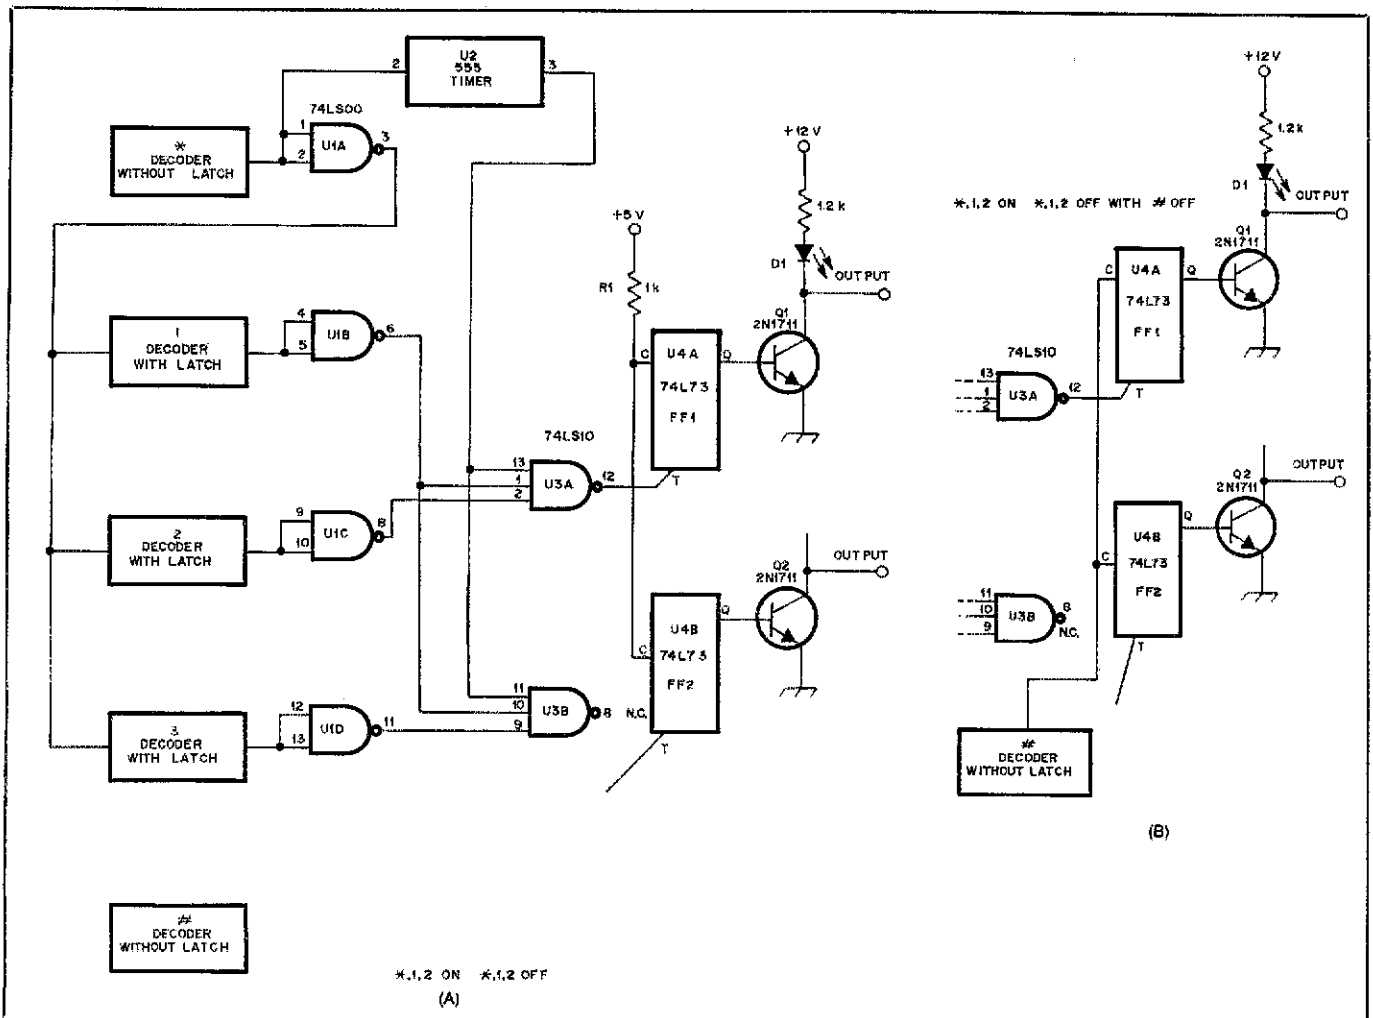 U2
555
TIMER
2
3
74LS00
*
DECODER
WITHOUT LATCH
1
2
U1A
3
1
DECODER
WITH LATCH
4
5
U1B
6
2
DECODER
WITH LATCH
9
10
U1C
8
3
DECODER
WITH LATCH
12
13
U1D
11
#
DECODER
WITHOUT LATCH
74LS10
13
1
2
U3A
12
11
10
9
U3B
8
N.C.
+5 V
R1
1k
C
U4A
74L73
FF1
Q
T
C
U4B
74L73
FF2
Q
T
+12 V
1.2 k
D1
OUTPUT
Q1
2N1711
Q2
2N1711
OUTPUT
*,1,2 ON *,1,2 OFF
(A)
+12V
1.2k
D1
OUTPUT
*,1,2 ON *,1,2 OFF WITH # OFF
Q1
2N1711
C
U4A
74L73
FF1
Q
T
74LS10
13
1
2
U3A
12
Q2
2N1711
OUTPUT
C
U4B
74L73
FF2
Q
T
11
10
9
U3B
8
N.C.
#
DECODER
WITHOUT LATCH
(B)